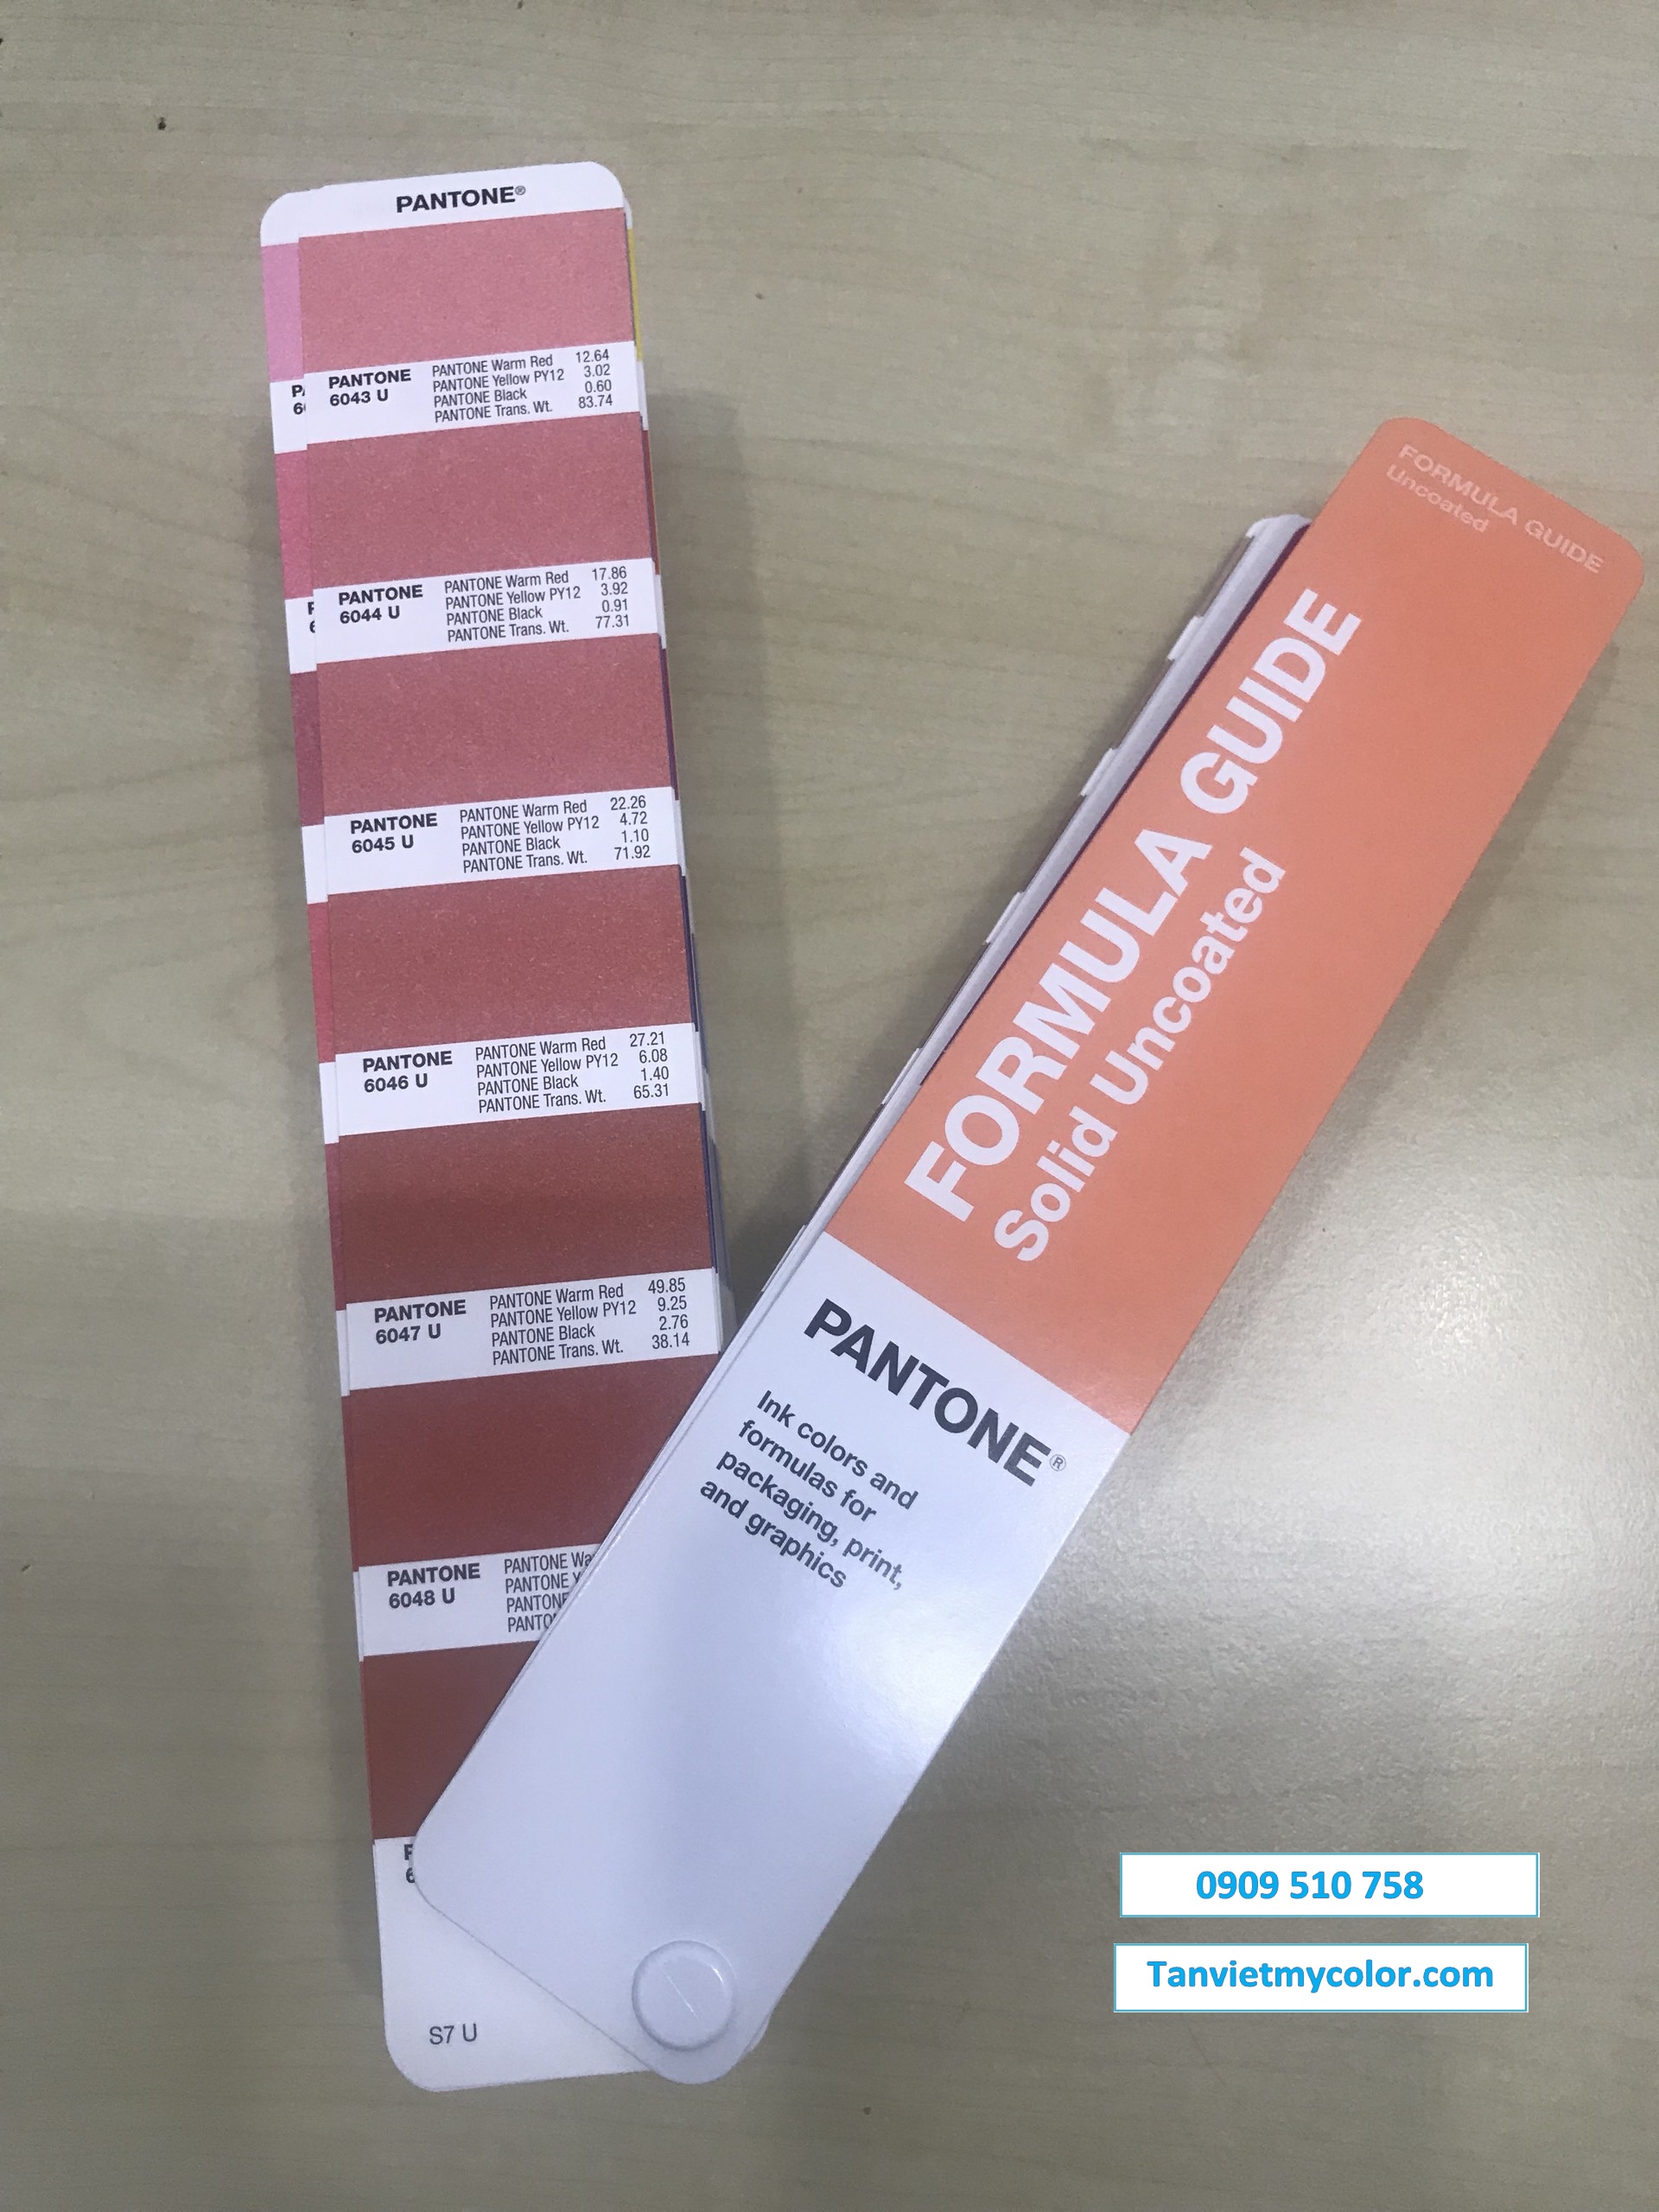 PANTONE®
PANTONE
6043 U
PANTONE Warm Red 12.64
PANTONE Yellow PY12 3.02
PANTONE Black 0.60
PANTONE Trans. Wt. 83.74
PANTONE
6044 U
PANTONE Warm Red 17.86
PANTONE Yellow PY12 3.92
PANTONE Black 0.91
PANTONE Trans. Wt. 77.31
PANTONE
6045 U
PANTONE Warm Red 22.26
PANTONE Yellow PY12 4.72
PANTONE Black 1.10
PANTONE Trans. Wt. 71.92
PANTONE
6046 U
PANTONE Warm Red 27.21
PANTONE Yellow PY12 6.08
PANTONE Black 1.40
PANTONE Trans. Wt. 65.31
PANTONE
6047 U
PANTONE Warm Red 49.85
PANTONE Yellow PY12 9.25
PANTONE Black 2.76
PANTONE Trans. Wt. 38.14
PANTONE
6048 U
PANTONE
PANTONE
PANTONE
S7 U
FORMULA GUIDE
Uncoated
FORMULA GUIDE
Solid Uncoated
PANTONE®
Ink colors and
formulas for
packaging, print,
and graphics
0909 510 758
Tanvietmycolor.com